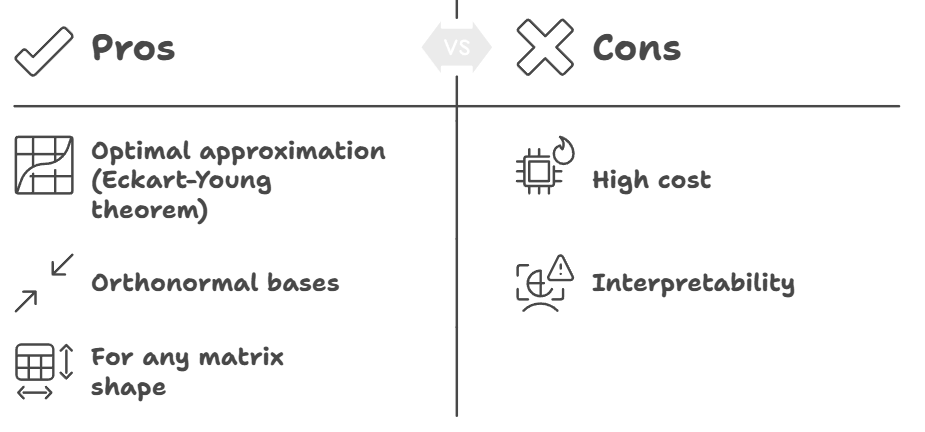 Pros
VS
Cons
Optimal approximation
(Eckart-Young
theorem)
Orthonormal bases
For any matrix
shape
High cost
Interpretability